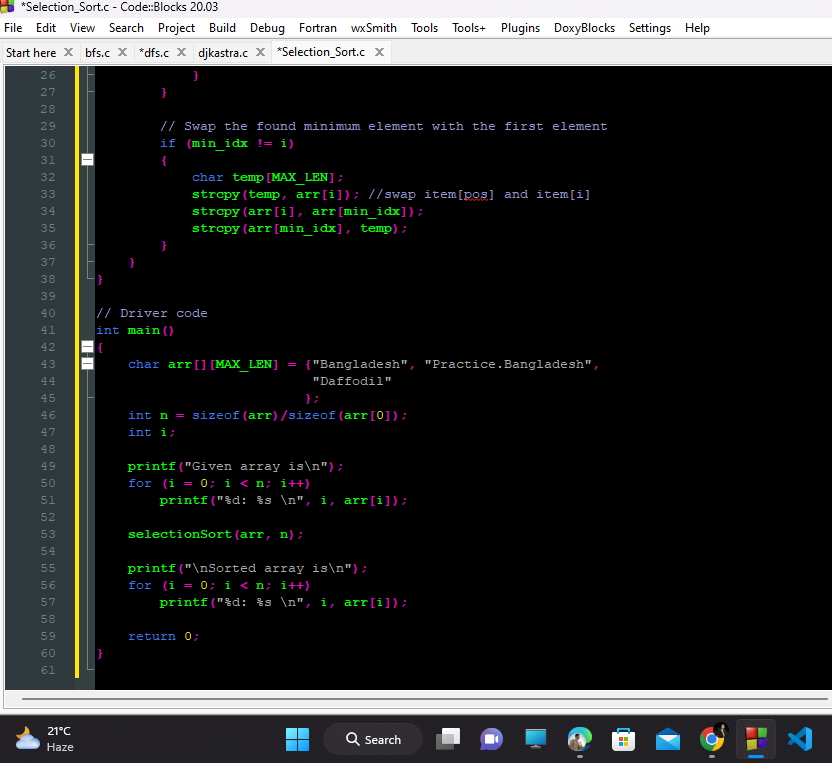 *Selection_Sort.c - Code::Blocks 20.03
File Edit View Search Project Build Debug Fortran wxSmith Tools Tools+ Plugins DoxyBlocks Settings Help
Start here bfs.c *dfs.c djkastra.c *Selection_Sort.c
26 }
27 }
28
29 // Swap the found minimum element with the first element
30 if (min_idx != i)
31 {
32 char temp[MAX_LEN];
33 strcpy(temp, arr[i]); //swap item[pos] and item[i]
34 strcpy(arr[i], arr[min_idx]);
35 strcpy(arr[min_idx], temp);
36 }
37 }
38 }
39
40 // Driver code
41 int main()
42 {
43 char arr[][MAX_LEN] = {"Bangladesh", "Practice.Bangladesh",
44 "Daffodil"
45 };
46 int n = sizeof(arr)/sizeof(arr[0]);
47 int i;
48
49 printf("Given array is\n");
50 for (i = 0; i < n; i++)
51 printf("%d: %s \n", i, arr[i]);
52
53 selectionSort(arr, n);
54
55 printf("\nSorted array is\n");
56 for (i = 0; i < n; i++)
57 printf("%d: %s \n", i, arr[i]);
58
59 return 0;
60 }
61
21°C
Haze
Search